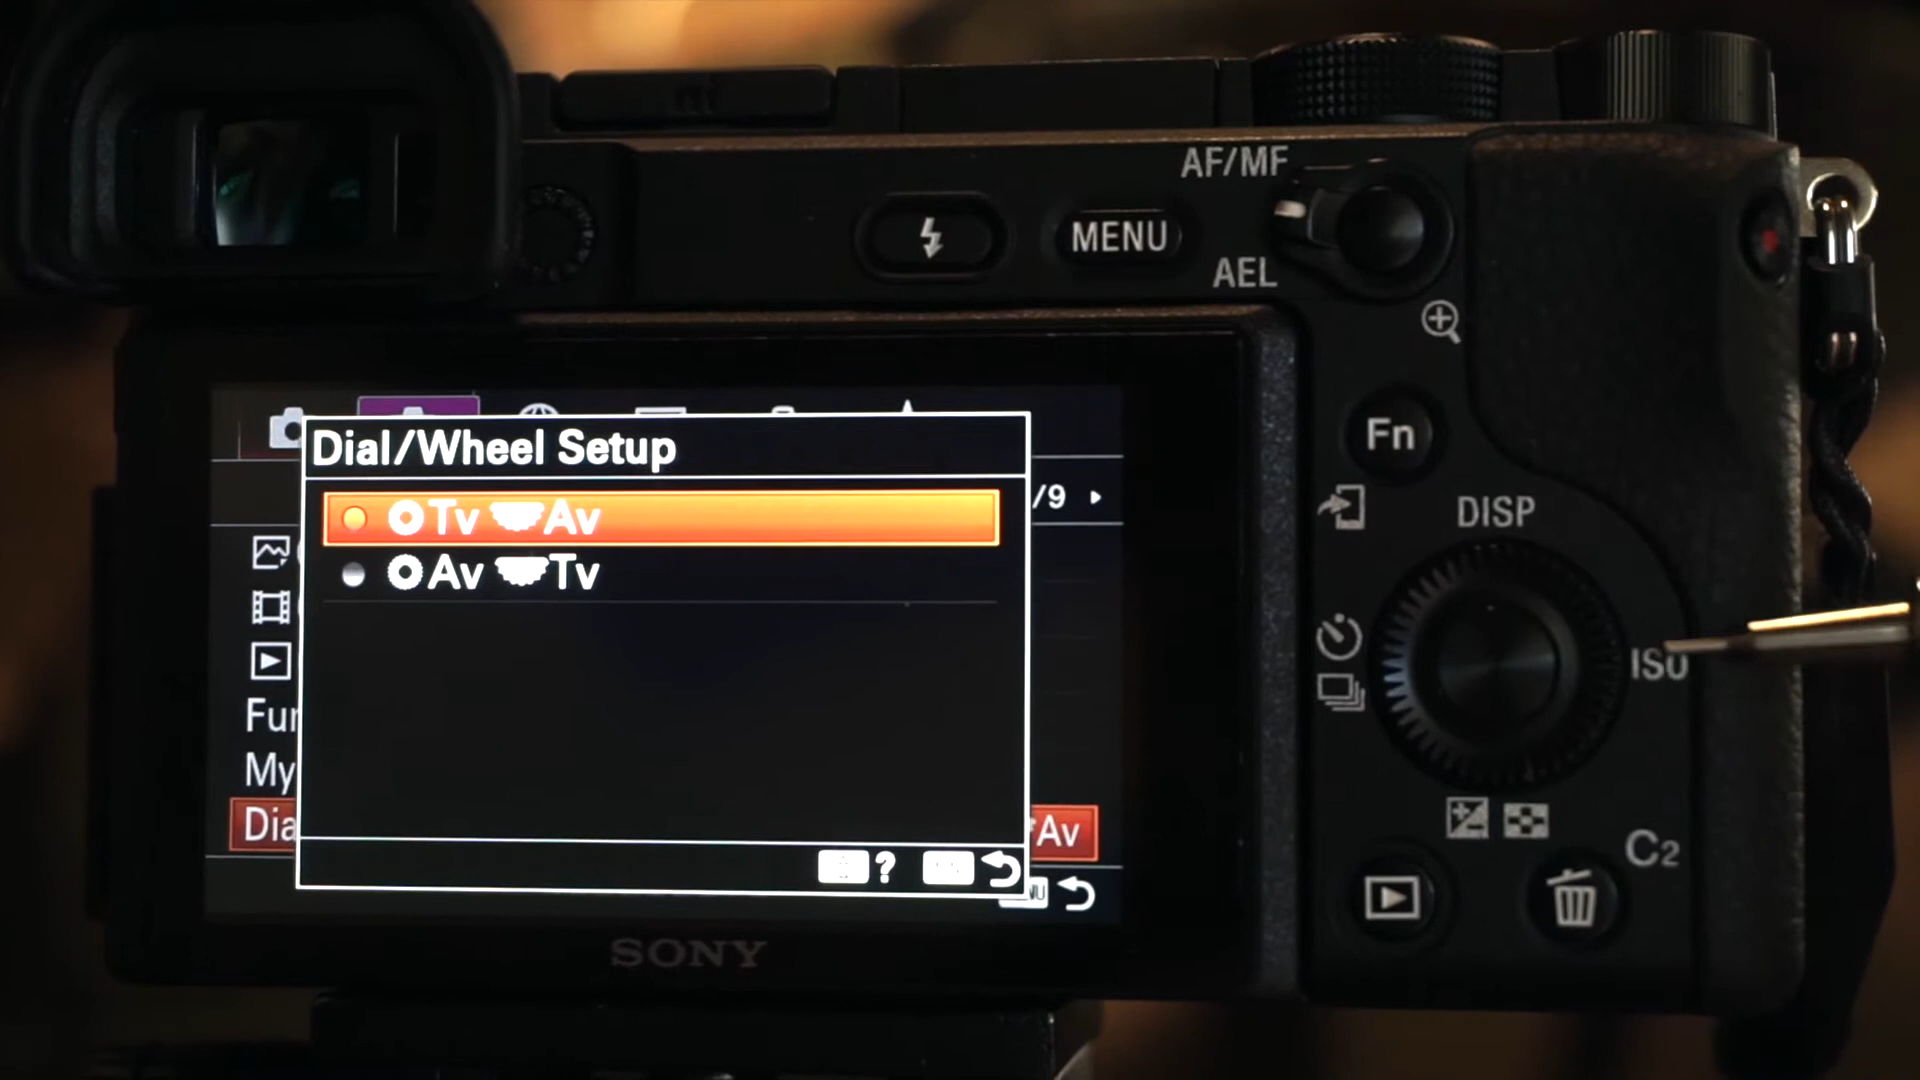 AF/MF
MENU
AEL
Fn
DISP
ISO
C2
Dial/Wheel Setup
/9
Tv Av
Av Tv
Fun
My
Dia
Av
?
SONY